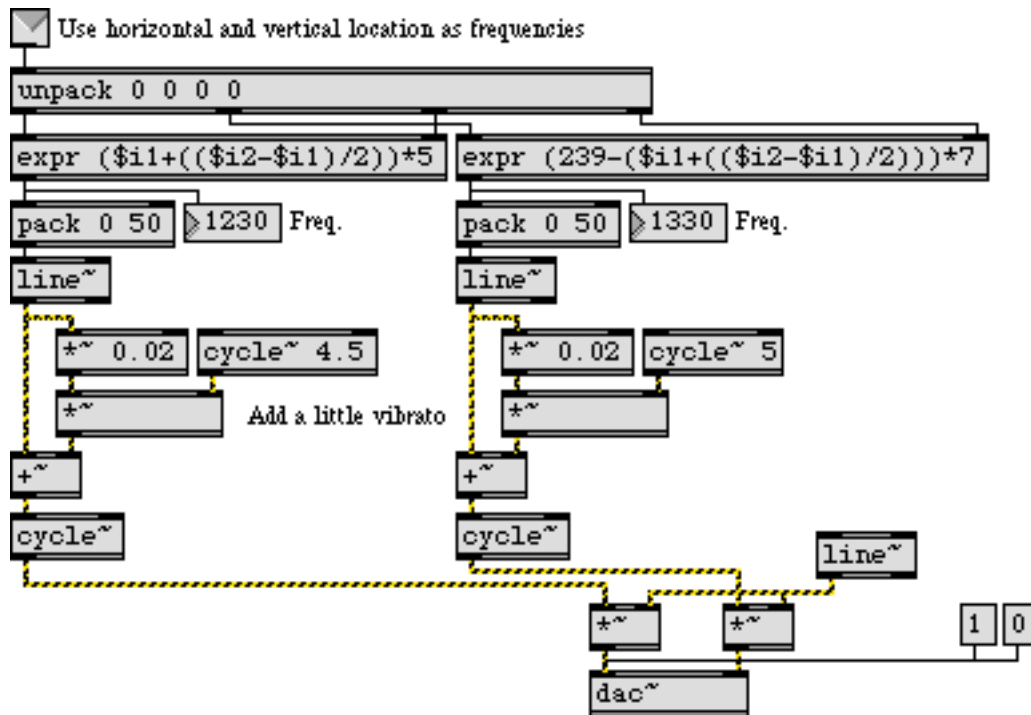 Use horizontal and vertical location as frequencies
unpack 0 0 0 0
expr ($i1+(($i2-$i1)/2))*5
expr (239-($i1+(($i2-$i1)/2)))*7
pack 0 50
1230
Freq.
pack 0 50
1330
Freq.
line~
line~
*~ 0.02
cycle~ 4.5
*~ 0.02
cycle~ 5
*~
Add a little vibrato
*~
+~
+~
cycle~
cycle~
line~
*~
*~
1
0
dac~